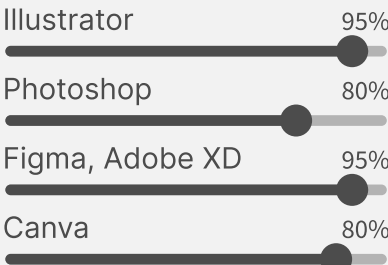 Illustrator 95%
Photoshop 80%
Figma, Adobe XD 95%
Canva 80%